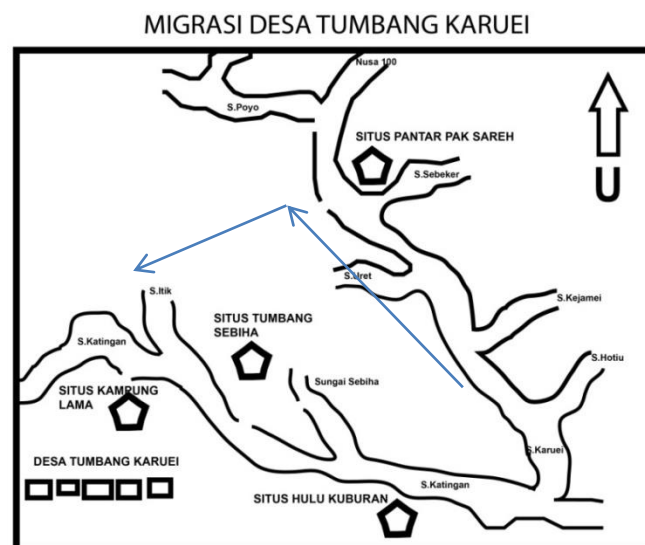 MIGRASI DESA TUMBANG KARUEI
Nusa 100
S.Poyo
SITUS PANTAR PAK SAREH
S.Sebeker
U
S.Uret
S.Itik
S.Kejamei
SITUS TUMBANG
SEBIHA
S.Katingan
S.Hotiu
Sungai Sebiha
SITUS KAMPUNG
LAMA
S.Karuei
DESA TUMBANG KARUEI
S.Katingan
SITUS HULU KUBURAN